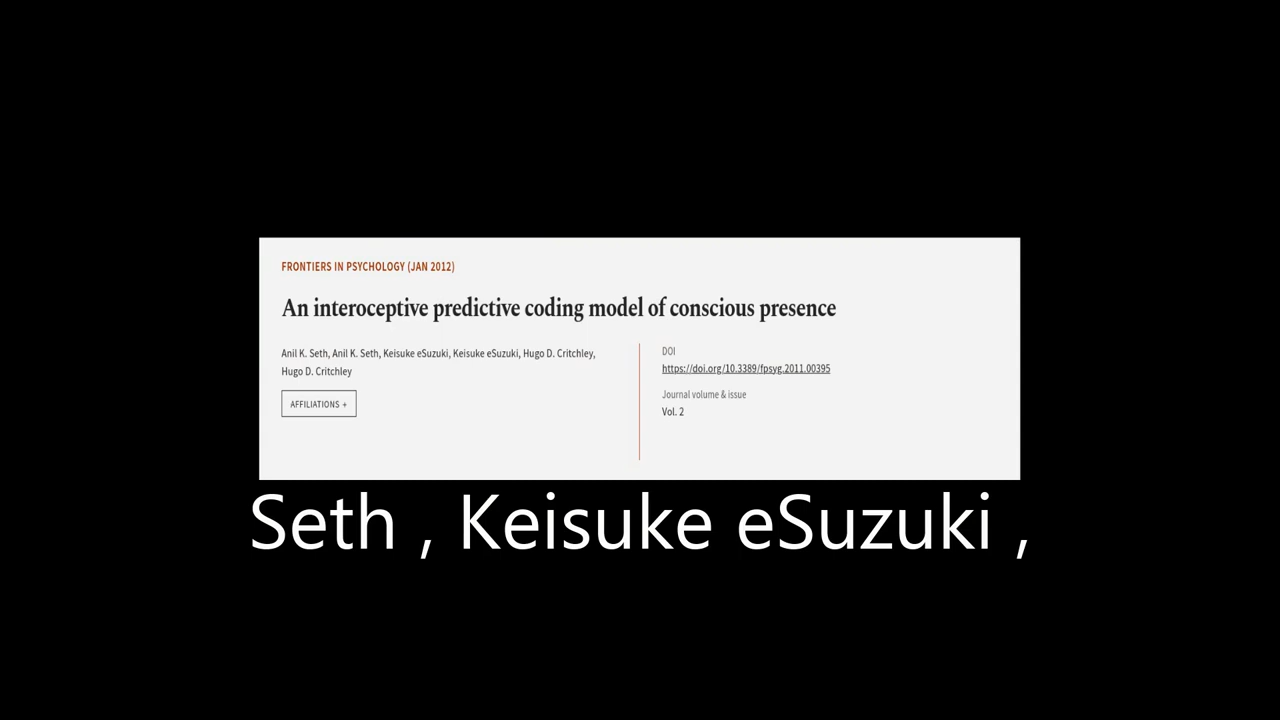 FRONTIERS IN PSYCHOLOGY (JAN 2012)
An interoceptive predictive coding model of conscious presence
Anil K. Seth, Anil K. Seth, Keisuke eSuzuki, Keisuke eSuzuki, Hugo D. Critchley,
Hugo D. Critchley
AFFILIATIONS +
DOI
https://doi.org/10.3389/fpsyg.2011.00395
Journal volume & issue
Vol. 2
Seth , Keisuke eSuzuki ,